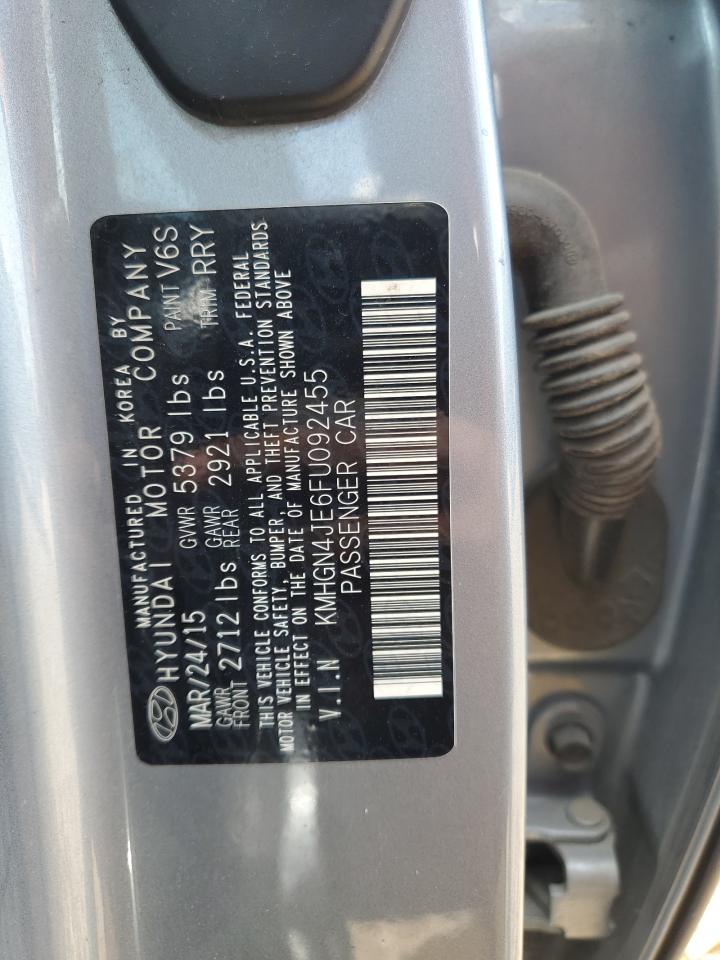 MANUFACTURED IN KOREA BY
HYUNDAI MOTOR COMPANY
MAR/24/15 GVWR 5379 lbs PAINT V6S
GAWR FRONT 2712 lbs GAWR REAR 2921 lbs TRIM RRY
THIS VEHICLE CONFORMS TO ALL APPLICABLE U.S.A. FEDERAL
MOTOR VEHICLE SAFETY, BUMPER, AND THEFT PREVENTION STANDARDS
IN EFFECT ON THE DATE OF MANUFACTURE SHOWN ABOVE
V.I.N KMHGN4JE6FU092455
PASSENGER CAR